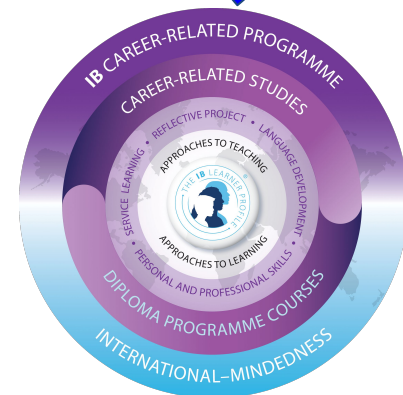 IB CAREER-RELATED PROGRAMME
CAREER-RELATED STUDIES
SERVICE LEARNING • REFLECTIVE PROJECT • LANGUAGE DEVELOPMENT
• PERSONAL AND PROFESSIONAL SKILLS •
APPROACHES TO TEACHING
THE IB LEARNER PROFILE
APPROACHES TO LEARNING
DIPLOMA PROGRAMME COURSES
INTERNATIONAL–MINDEDNESS